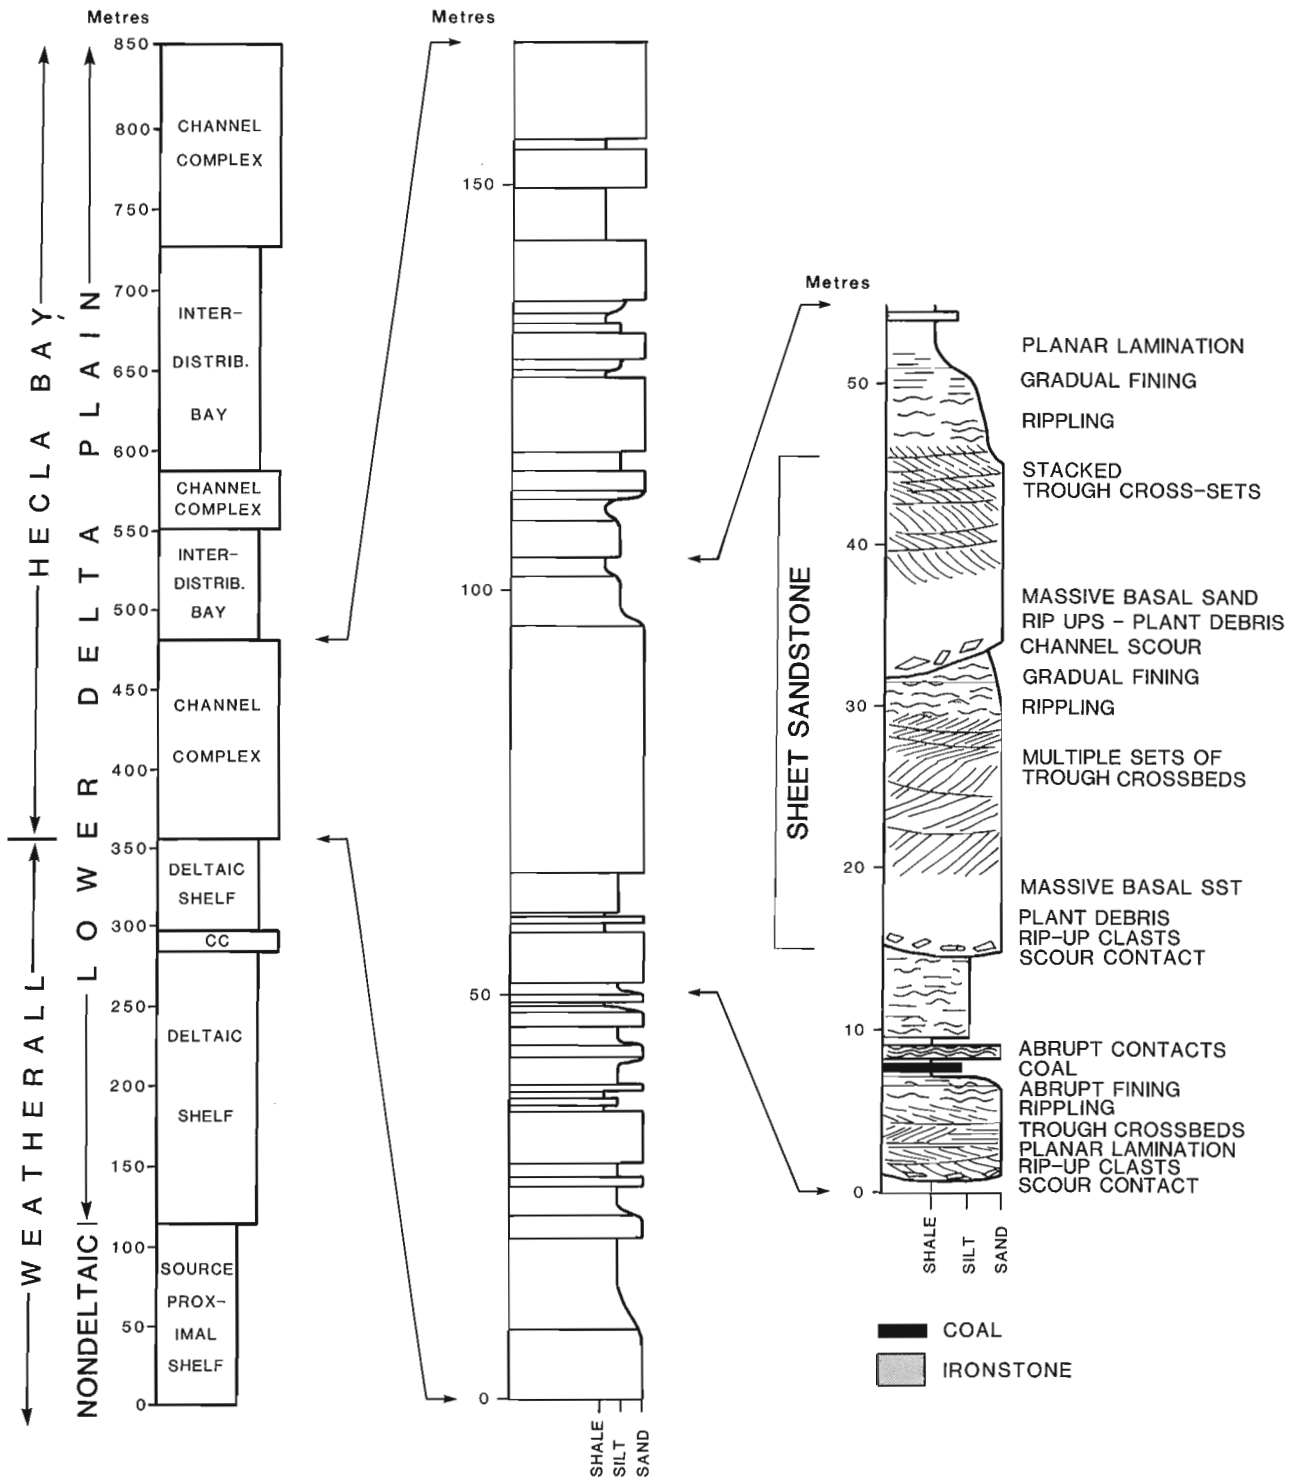 Metres
850
800
750
700
650
600
550
500
450
400
350
300
250
200
150
100
50
0
HECLA BAY
WEATHERALL
LOWER DELTA PLAIN
NONDELTAIC
CHANNEL
COMPLEX
INTER-
DISTRIB.
BAY
CHANNEL
COMPLEX
INTER-
DISTRIB.
BAY
CHANNEL
COMPLEX
DELTAIC
SHELF
CC
DELTAIC
SHELF
SOURCE
PROX-
IMAL
SHELF
Metres
150
100
50
0
SHALE
SILT
SAND
Metres
50
40
30
20
10
0
SHEET SANDSTONE
PLANAR LAMINATION
GRADUAL FINING
RIPPLING
STACKED
TROUGH CROSS-SETS
MASSIVE BASAL SAND
RIP UPS - PLANT DEBRIS
CHANNEL SCOUR
GRADUAL FINING
RIPPLING
MULTIPLE SETS OF
TROUGH CROSSBEDS
MASSIVE BASAL SST
PLANT DEBRIS
RIP-UP CLASTS
SCOUR CONTACT
ABRUPT CONTACTS
COAL
ABRUPT FINING
RIPPLING
TROUGH CROSSBEDS
PLANAR LAMINATION
RIP-UP CLASTS
SCOUR CONTACT
SHALE
SILT
SAND
COAL
IRONSTONE